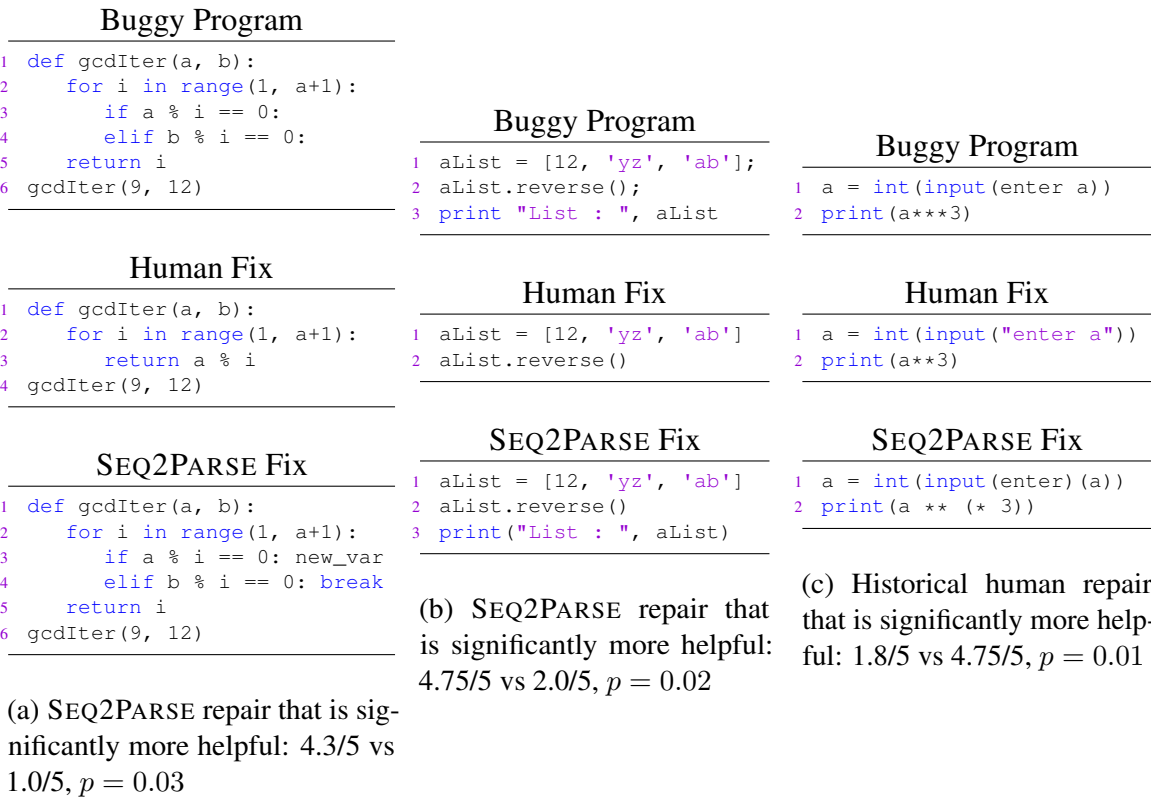 Buggy Program
1 def gcdIter(a, b):
2    for i in range(1, a+1):
3       if a % i == 0:
4       elif b % i == 0:
5    return i
6 gcdIter(9, 12)
Human Fix
1 def gcdIter(a, b):
2    for i in range(1, a+1):
3       return a % i
4 gcdIter(9, 12)
SEQ2PARSE Fix
1 def gcdIter(a, b):
2    for i in range(1, a+1):
3       if a % i == 0: new_var
4       elif b % i == 0: break
5    return i
6 gcdIter(9, 12)
(a) SEQ2PARSE repair that is sig-
nificantly more helpful: 4.3/5 vs
1.0/5, p = 0.03
Buggy Program
1 aList = [12, 'yz', 'ab'];
2 aList.reverse();
3 print "List : ", aList
Human Fix
1 aList = [12, 'yz', 'ab']
2 aList.reverse()
SEQ2PARSE Fix
1 aList = [12, 'yz', 'ab']
2 aList.reverse()
3 print("List : ", aList)
(b) SEQ2PARSE repair that
is significantly more helpful:
4.75/5 vs 2.0/5, p = 0.02
Buggy Program
1 a = int(input(enter a))
2 print(a***3)
Human Fix
1 a = int(input("enter a"))
2 print(a**3)
SEQ2PARSE Fix
1 a = int(input(enter)(a))
2 print(a ** (* 3))
(c) Historical human repair
that is significantly more help-
ful: 1.8/5 vs 4.75/5, p = 0.01